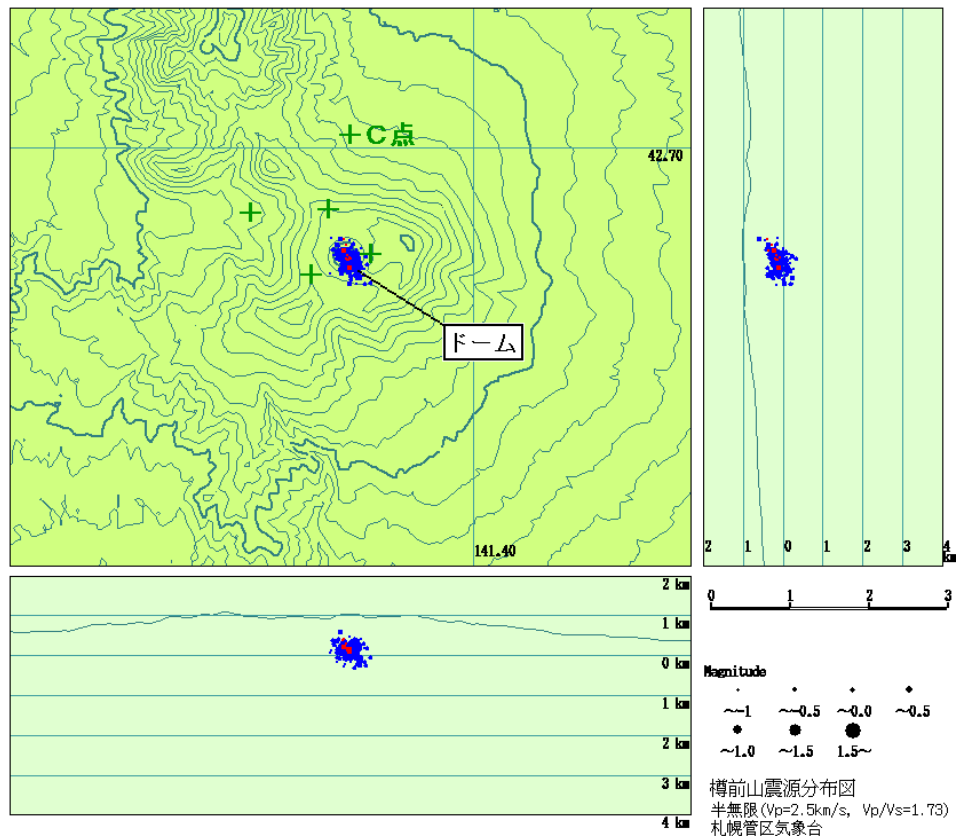 +C点
42.70
ドーム
141.40
2 1 0 1 2 3 4
km
2 km
1 km
0 km
1 km
2 km
3 km
4 km
0 1 2 3
Magnitude
～-1 ～-0.5 ～0.0 ～0.5
～1.0 ～1.5 1.5～
樽前山震源分布図
半無限(Vp=2.5km/s, Vp/Vs=1.73)
札幌管区気象台